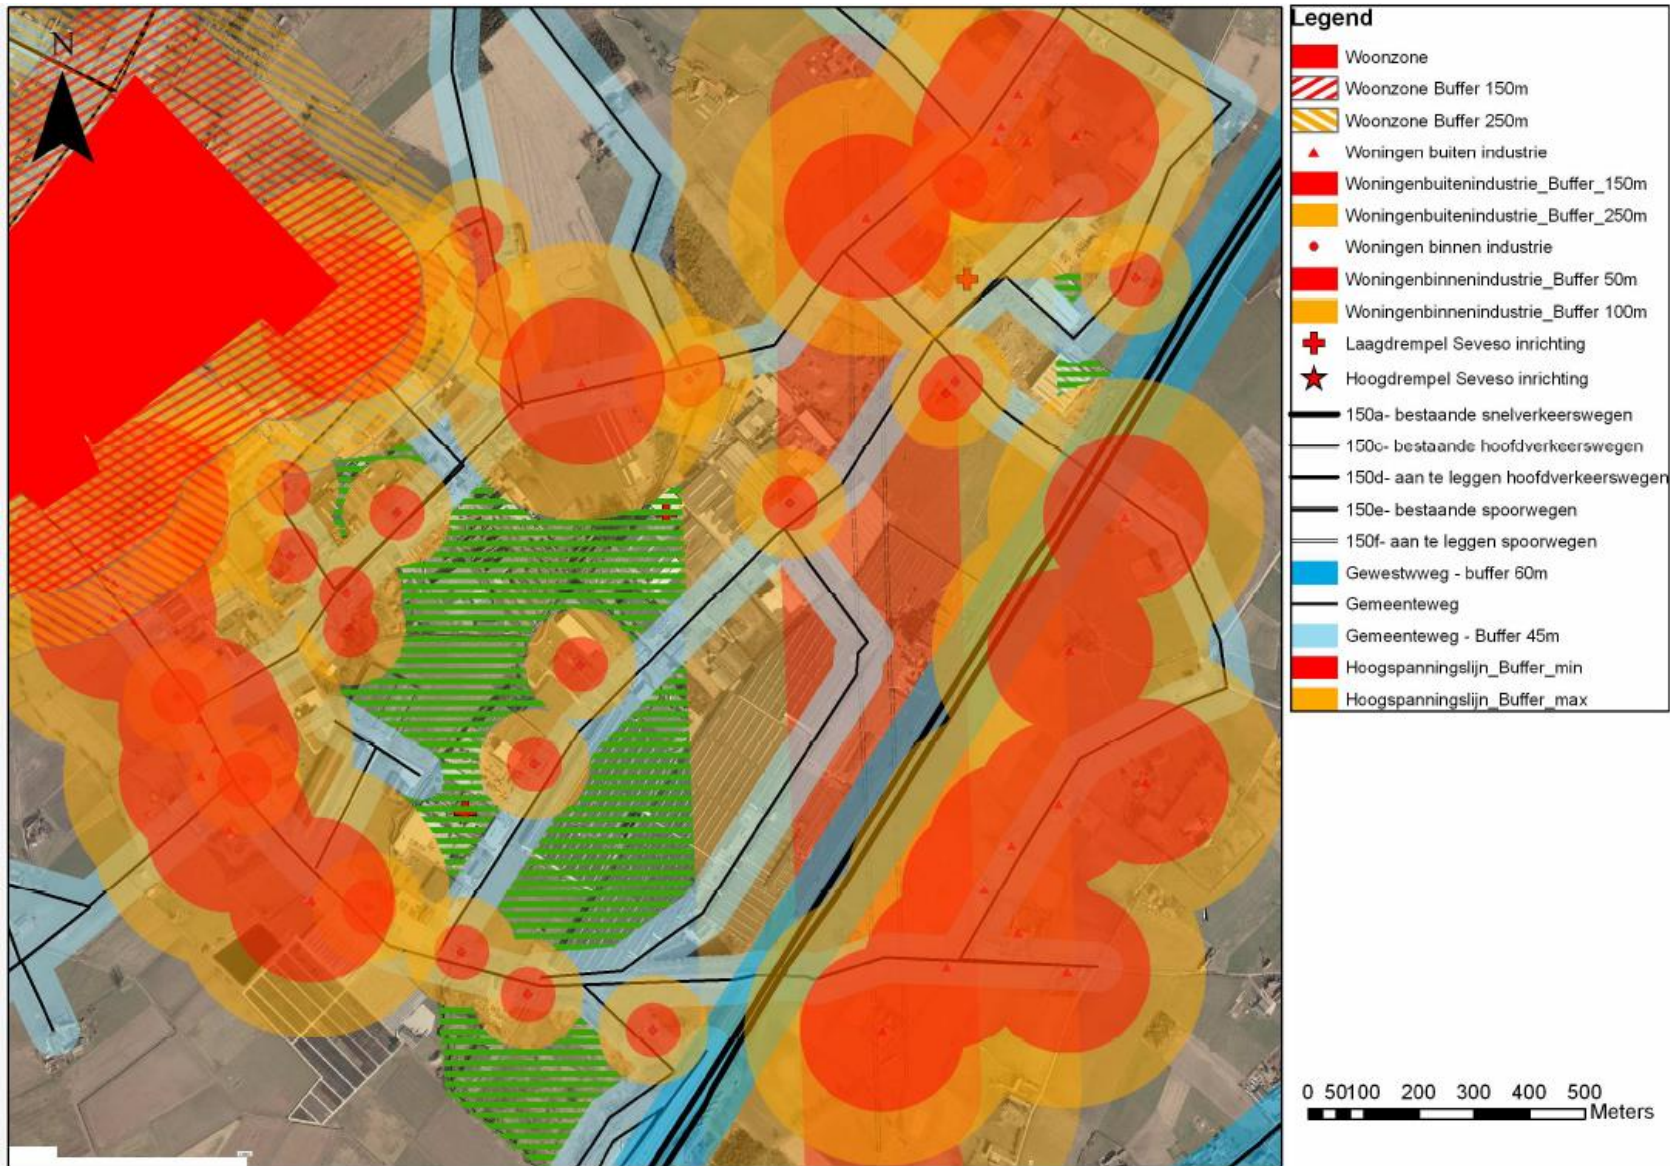 N
Legend
Woonzone
Woonzone Buffer 150m
Woonzone Buffer 250m
Woningen buiten industrie
Woningenbuitenindustrie_Buffer_150m
Woningenbuitenindustrie_Buffer_250m
Woningen binnen industrie
Woningenbinnenindustrie_Buffer 50m
Woningenbinnenindustrie_Buffer 100m
Laagdrempel Seveso inrichting
Hoogdrempel Seveso inrichting
150a- bestaande snelverkeerswegen
150c- bestaande hoofdverkeerswegen
150d- aan te leggen hoofdverkeerswegen
150e- bestaande spoorwegen
150f- aan te leggen spoorwegen
Gewestwweg - buffer 60m
Gemeenteweg
Gemeenteweg - Buffer 45m
Hoogspanningslijn_Buffer_min
Hoogspanningslijn_Buffer_max
0 50100 200 300 400 500
Meters